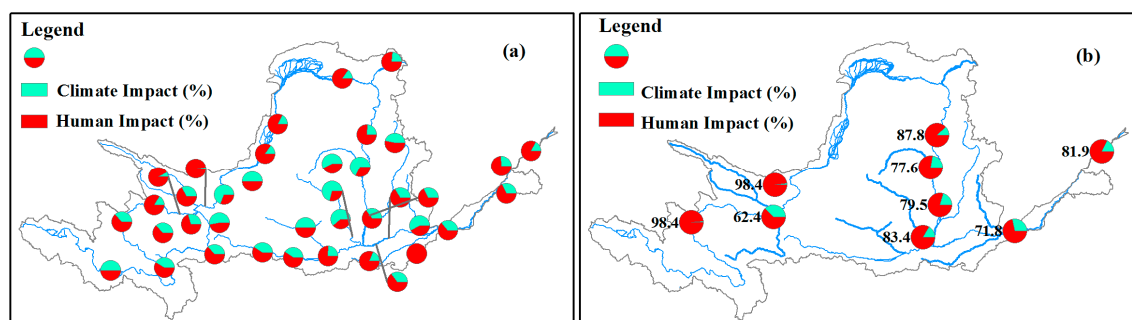 Legend
(a)
Climate Impact (%)
Human Impact (%)
Legend
(b)
Climate Impact (%)
Human Impact (%)
87.8
81.9
77.6
98.4
79.5
62.4
98.4
71.8
83.4